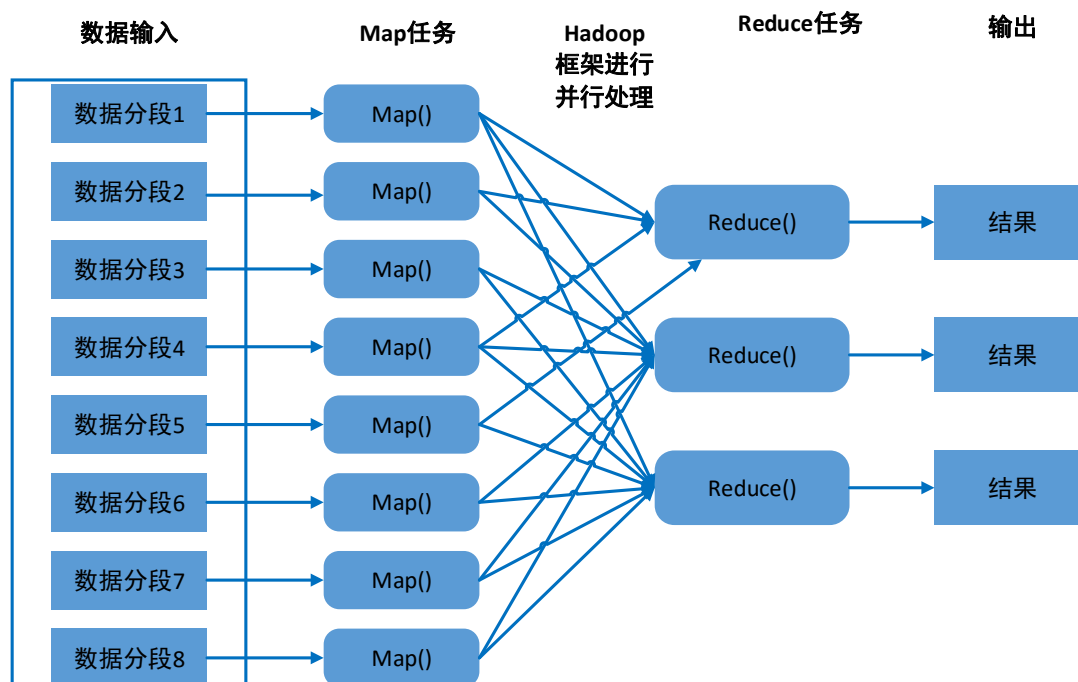 数据输入
Map任务
Hadoop
框架进行
并行处理
Reduce任务
输出
数据分段1
Map()
数据分段2
Map()
Reduce()
结果
数据分段3
Map()
数据分段4
Map()
Reduce()
结果
数据分段5
Map()
数据分段6
Map()
Reduce()
结果
数据分段7
Map()
数据分段8
Map()